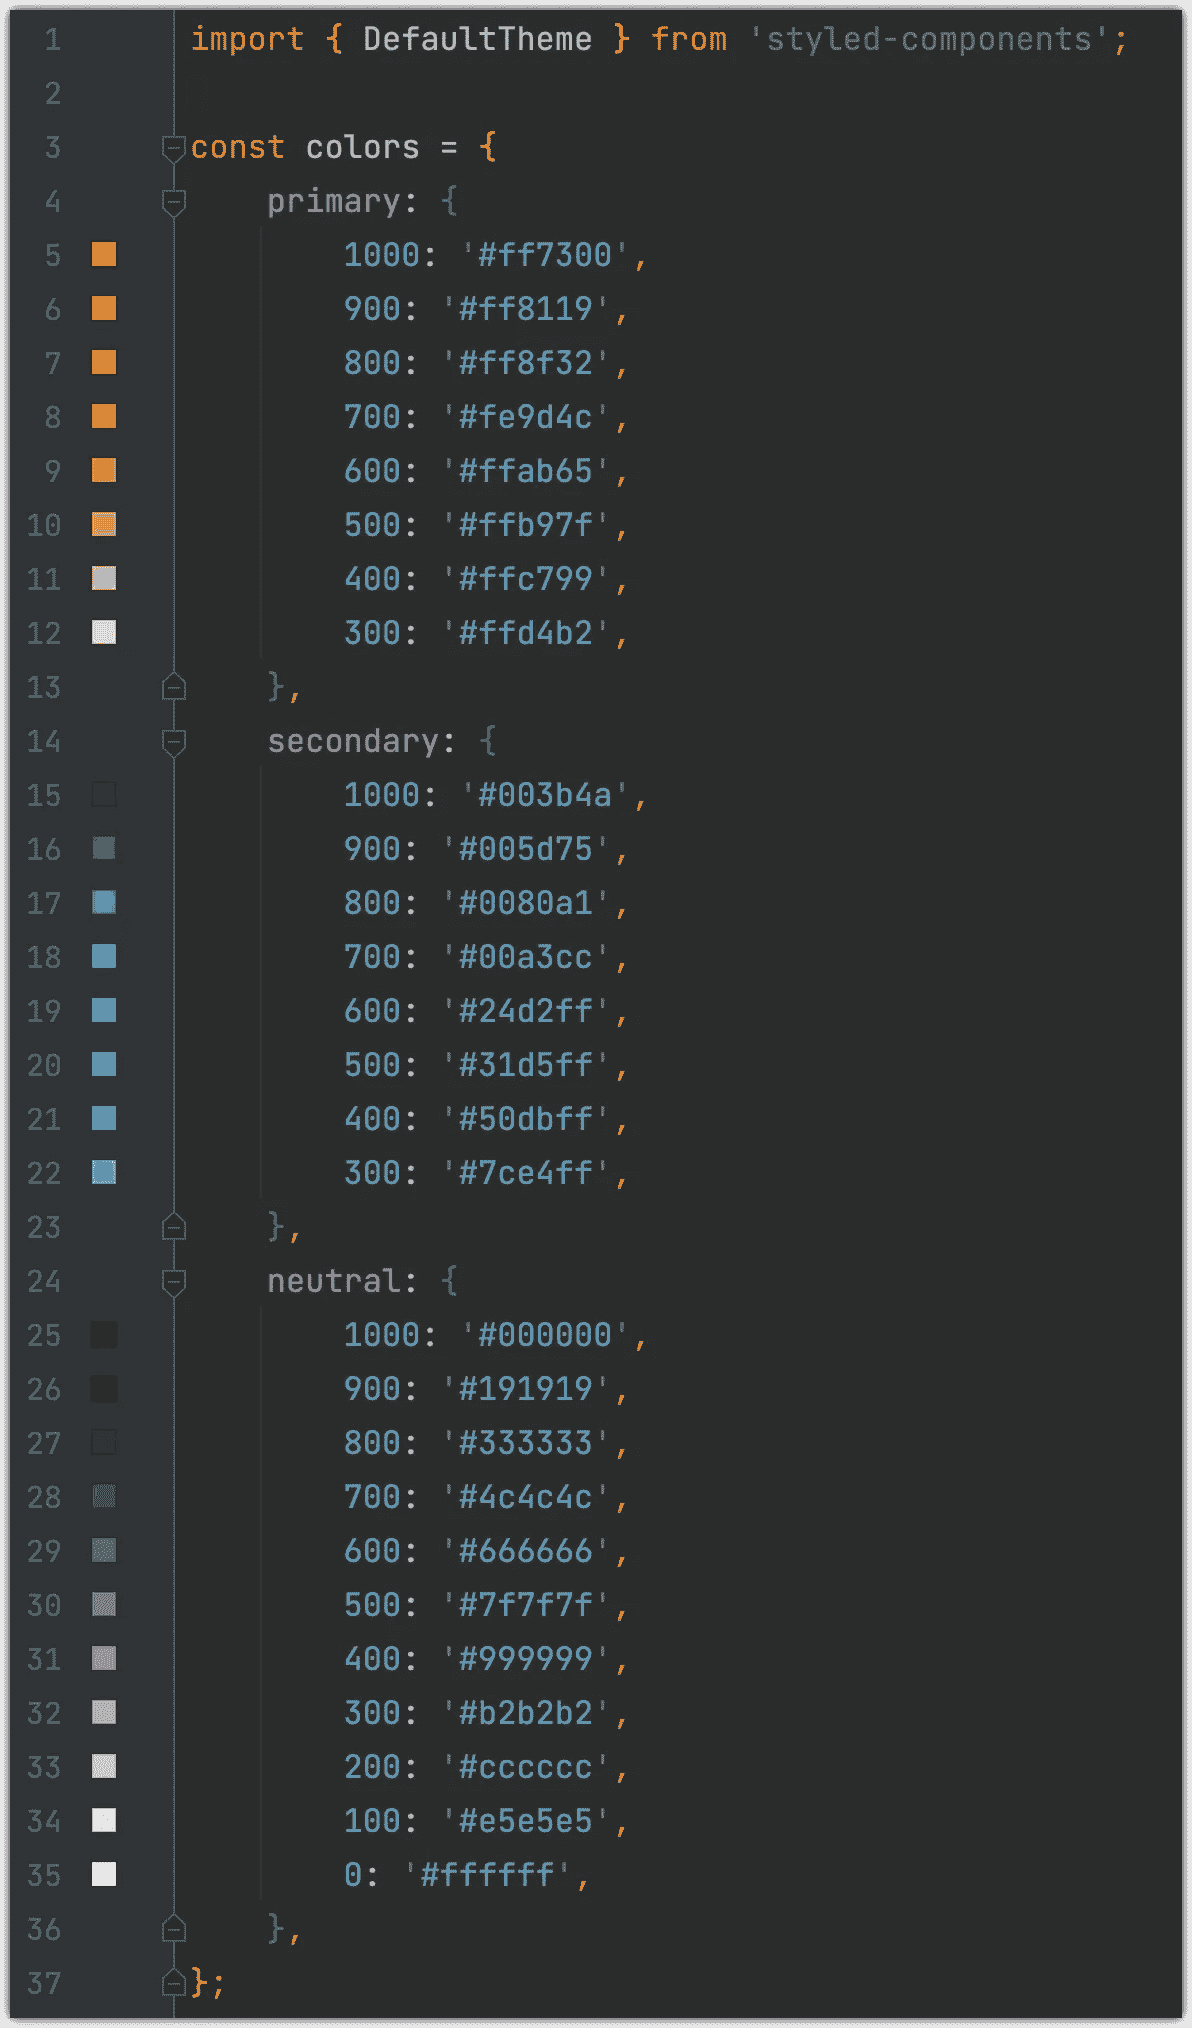 1 import { DefaultTheme } from 'styled-components';
2
3 const colors = {
4 primary: {
5 1000: '#ff7300',
6 900: '#ff8119',
7 800: '#ff8f32',
8 700: '#fe9d4c',
9 600: '#ffab65',
10 500: '#ffb97f',
11 400: '#ffc799',
12 300: '#ffd4b2',
13 },
14 secondary: {
15 1000: '#003b4a',
16 900: '#005d75',
17 800: '#0080a1',
18 700: '#00a3cc',
19 600: '#24d2ff',
20 500: '#31d5ff',
21 400: '#50dbff',
22 300: '#7ce4ff',
23 },
24 neutral: {
25 1000: '#000000',
26 900: '#191919',
27 800: '#333333',
28 700: '#4c4c4c',
29 600: '#666666',
30 500: '#7f7f7f',
31 400: '#999999',
32 300: '#b2b2b2',
33 200: '#cccccc',
34 100: '#e5e5e5',
35 0: '#ffffff',
36 },
37 };